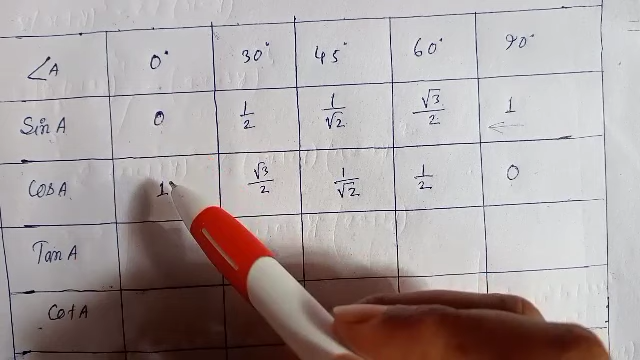 ∠A 0° 30° 45° 60° 90°
Sin A 0 1/2 1/√2 √3/2 1
Cos A 1 √3/2 1/√2 1/2 0
Tan A
Cot A